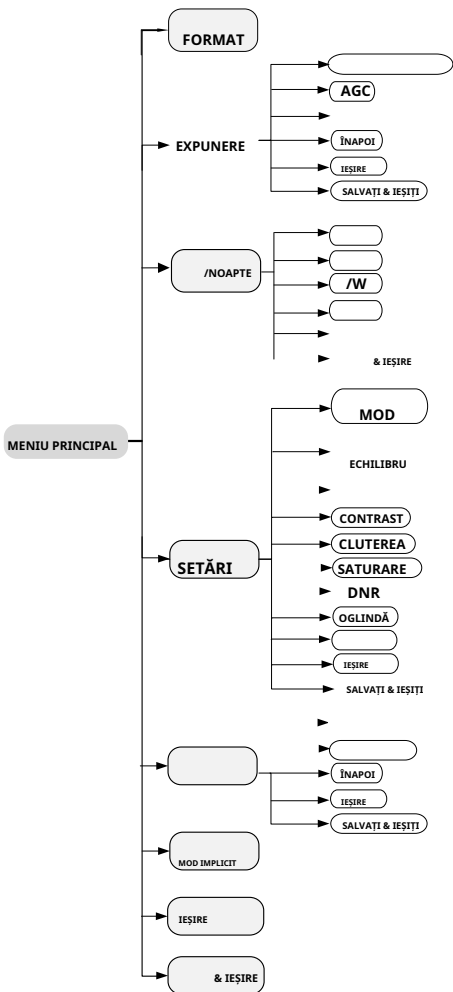 FORMAT
AGC
EXPUNERE
ÎNAPOI
IEȘIRE
SALVAȚI & IEȘIȚI
/NOAPTE
/W
& IEȘIRE
MOD
MENIU PRINCIPAL
ECHILIBRU
CONTRAST
CLUTEREA
SETĂRI
SATURARE
DNR
OGLINDĂ
IEȘIRE
SALVAȚI & IEȘIȚI
ÎNAPOI
IEȘIRE
SALVAȚI & IEȘIȚI
MOD IMPLICIT
IEȘIRE
& IEȘIRE